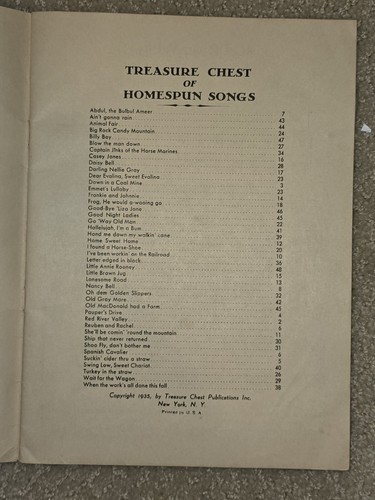 TREASURE CHEST
OF
HOMESPUN SONGS
Abdul, the Bulbul Ameer 7
Ain't gonna rain 43
Animal Fair 44
Big Rock Candy Mountain 24
Billy Boy 47
Blow the man down 27
Captain Jinks of the Horse Marines 34
Casey Jones 16
Daisy Bell 28
Darling Nellie Gray 17
Dear Evalina, Sweet Evalina 23
Down in a Coal Mine 3
Emmet's Lullaby 23
Frankie and Johnnie 14
Frog, He would a-wooing go 18
Good-Bye 'Liza Jane 46
Good Night Ladies 45
Go 'Way Old Man 22
Hallelujah, I'm a Bum 41
Hand me down my walkin' cane 39
Home Sweet Home 12
I found a Horse-Shoe 20
I've been workin' on the Railroad 10
Letter edged in black 36
Little Annie Rooney 48
Little Brown Jug 15
Lonesome Road 13
Nancy Bell 8
Oh dem Golden Slippers 32
Old Gray Mare 42
Old MacDonald had a Farm 45
Pauper's Drive 4
Red River Valley 2
Reuben and Rachel 5
She'll be comin' 'round the mountain 11
Ship that never returned 30
Shoo Fly, don't bother me 31
Spanish Cavalier 6
Suckin' cider thru a straw 5
Swing Low, Sweet Chariot 40
Turkey in the straw 26
Wait for the Wagon 29
When the work's all done this fall 38
Copyright 1935, by Treasure Chest Publications Inc.
New York, N. Y.
Printed in U. S. A.